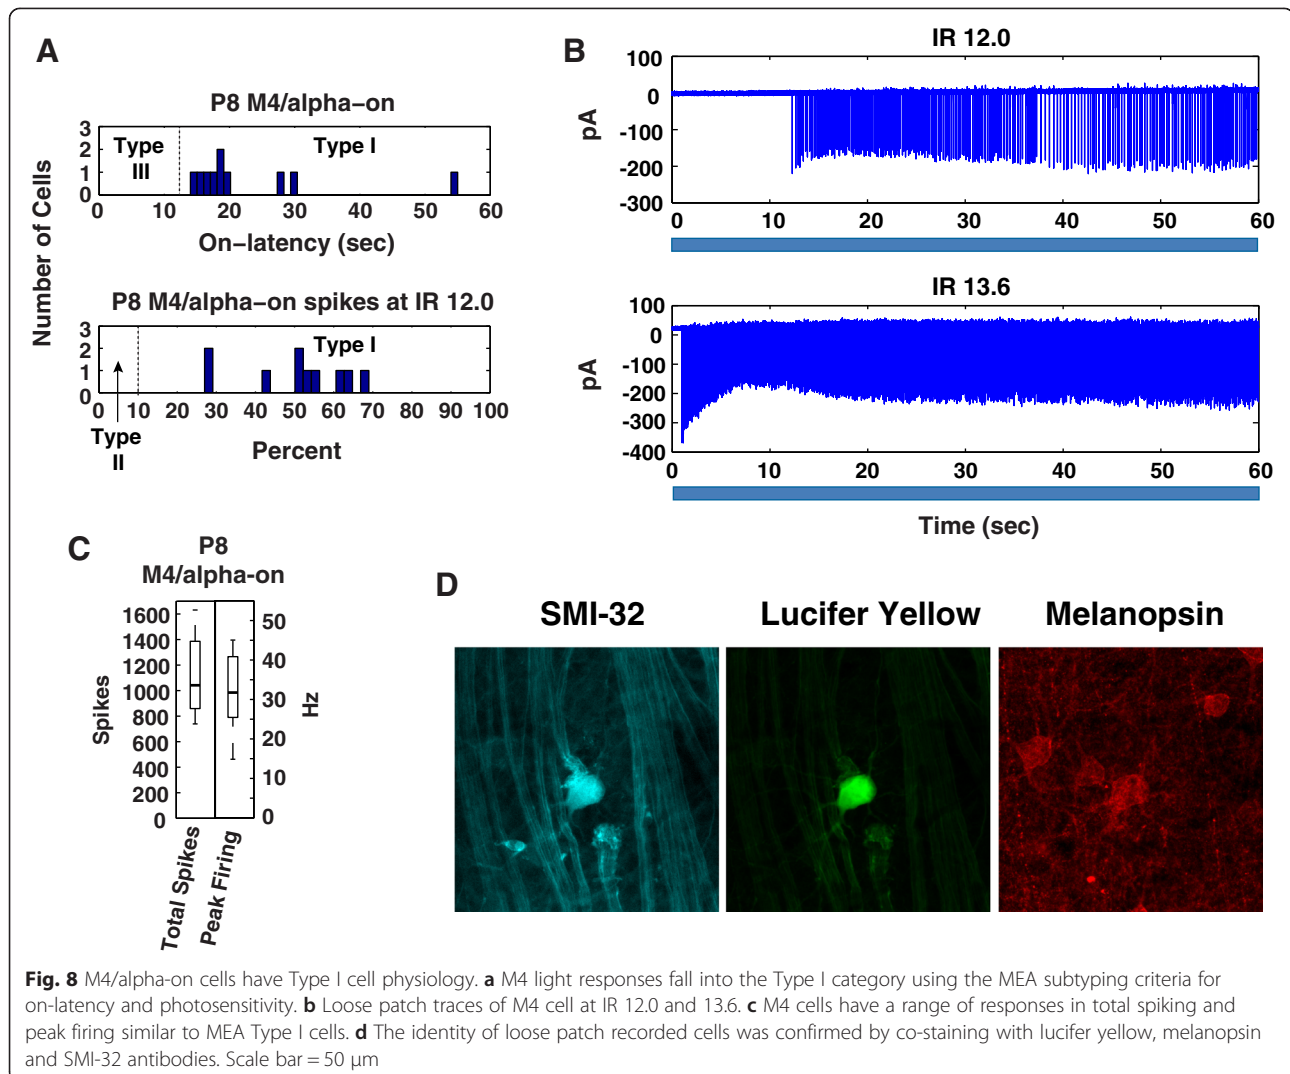 A
P8 M4/alpha–on
Number of Cells
3
2
1
0
Type III
Type I
0 10 20 30 40 50 60
On–latency (sec)
P8 M4/alpha–on spikes at IR 12.0
3
2
1
0
Type I
0 10 20 30 40 50 60 70 80 90 100
Type II
Percent
B
IR 12.0
pA
100
0
-100
-200
-300
0 10 20 30 40 50 60
IR 13.6
pA
100
0
-100
-200
-300
-400
0 10 20 30 40 50 60
Time (sec)
C
P8
M4/alpha-on
Spikes
1600
1400
1200
1000
800
600
400
200
0
50
40
30
20
10
0
Hz
Total Spikes
Peak Firing
D
SMI-32 Lucifer Yellow Melanopsin
Fig. 8 M4/alpha-on cells have Type I cell physiology. a M4 light responses fall into the Type I category using the MEA subtyping criteria for
on-latency and photosensitivity. b Loose patch traces of M4 cell at IR 12.0 and 13.6. c M4 cells have a range of responses in total spiking and
peak firing similar to MEA Type I cells. d The identity of loose patch recorded cells was confirmed by co-staining with lucifer yellow, melanopsin
and SMI-32 antibodies. Scale bar = 50 μm